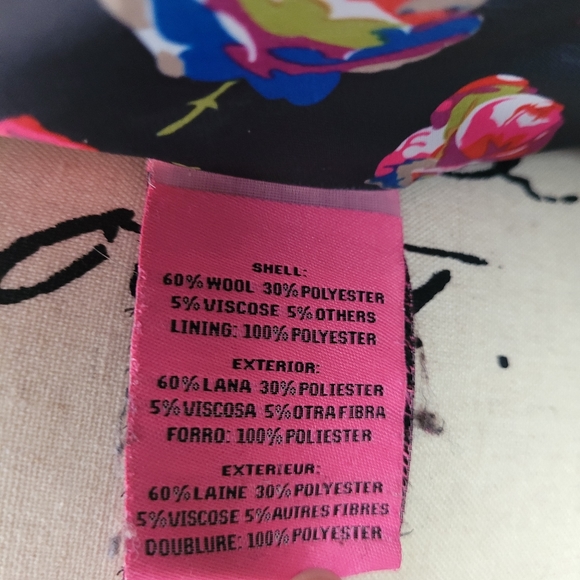 SHELL:
60% WOOL 30% POLYESTER
5% VISCOSE 5% OTHERS
LINING: 100% POLYESTER
EXTERIOR:
60% LANA 30% POLIESTER
5% VISCOSA 5% OTRA FIBRA
FORRO: 100% POLIESTER
EXTERIEUR:
60% LAINE 30% POLYESTER
5% VISCOSE 5% AUTRES FIBRES
DOUBLURE: 100% POLYESTER